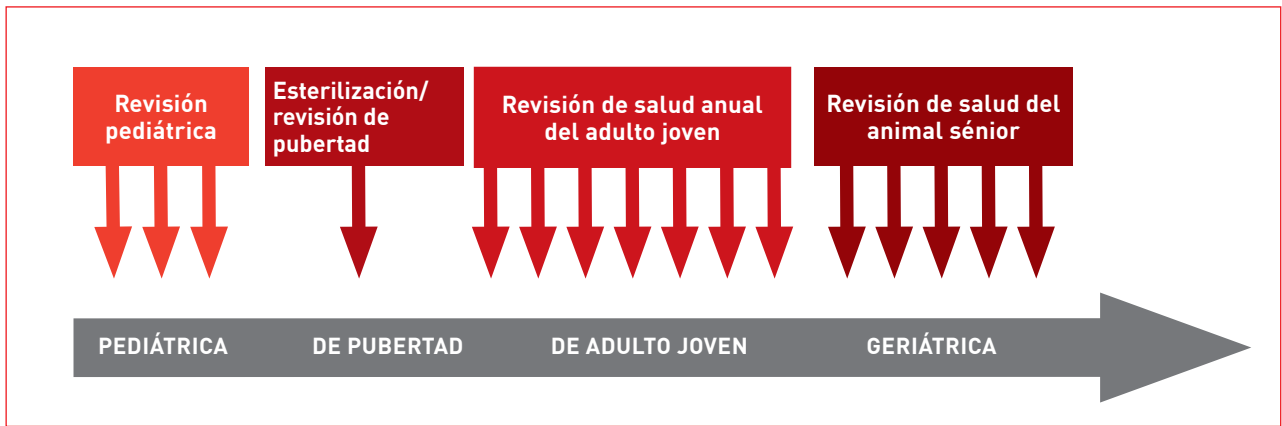 Revisión
pediátrica
Esterilización/
revisión de
pubertad
Revisión de salud anual
del adulto joven
Revisión de salud del
animal sénior
PEDIÁTRICA
DE PUBERTAD
DE ADULTO JOVEN
GERIÁTRICA